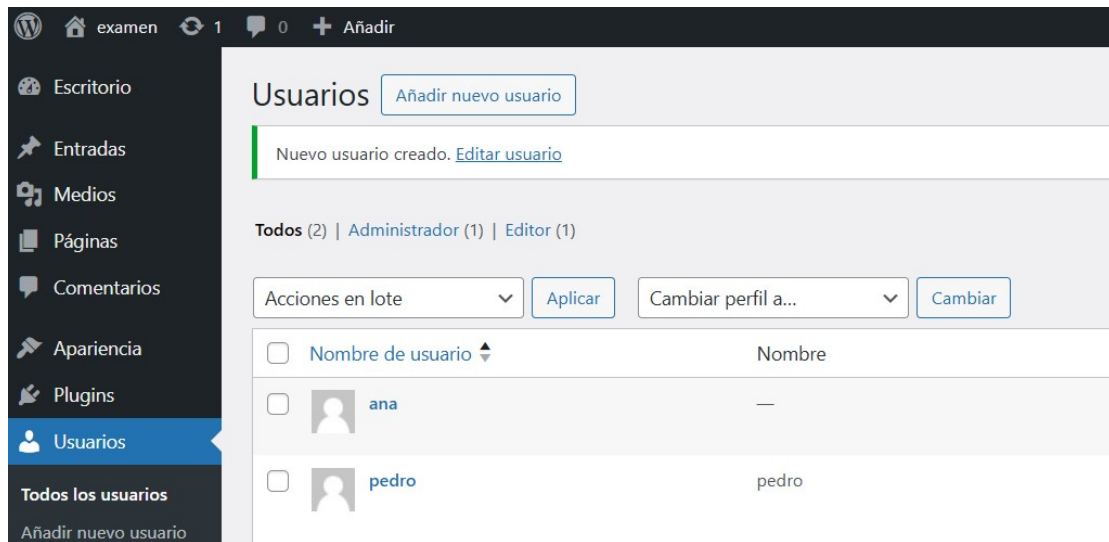 examen 1 0 Añadir
Escritorio
Entradas
Medios
Páginas
Comentarios
Apariencia
Plugins
Usuarios
Todos los usuarios
Añadir nuevo usuario
Usuarios Añadir nuevo usuario
Nuevo usuario creado. Editar usuario
Todos (2) | Administrador (1) | Editor (1)
Acciones en lote Aplicar Cambiar perfil a... Cambiar
Nombre de usuario Nombre
ana —
pedro pedro